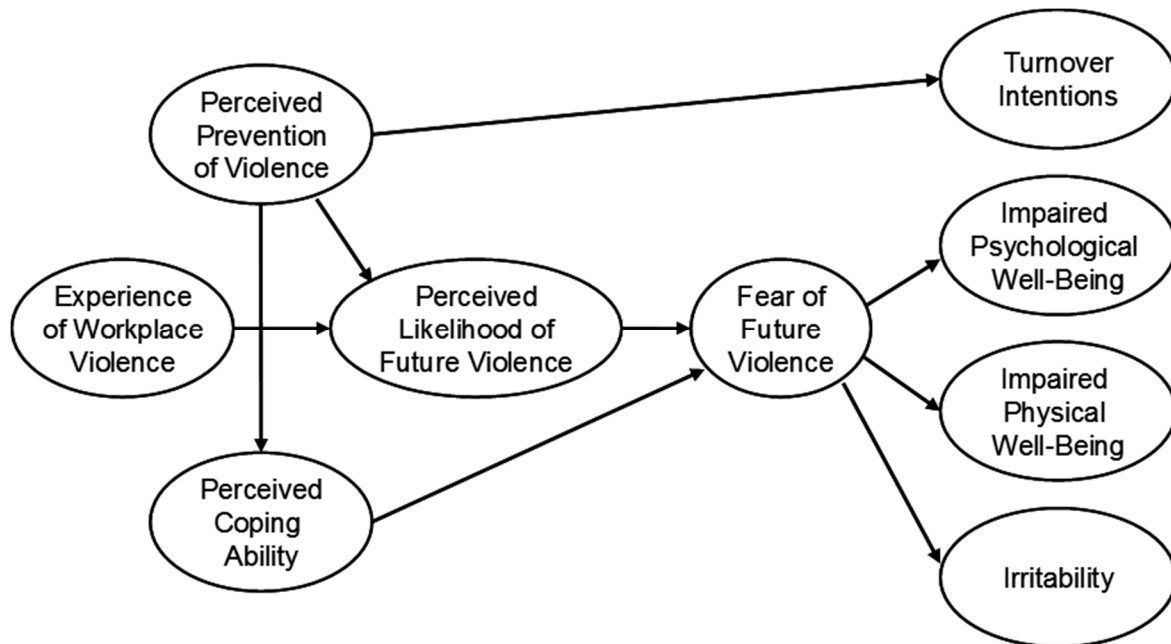 Turnover
Intentions
Perceived
Prevention
of Violence
Impaired
Psychological
Well-Being
Experience
of Workplace
Violence
Perceived
Likelihood of
Future Violence
Fear of
Future
Violence
Impaired
Physical
Well-Being
Perceived
Coping
Ability
Irritability